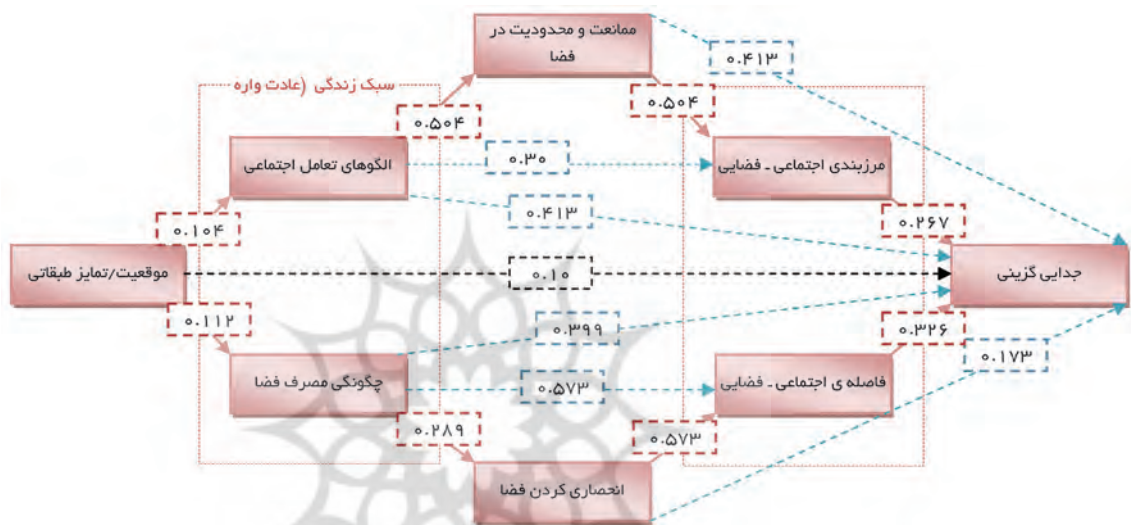 ممانعت و محدودیت در
فضا
۰.۴۱۳
سبک زندگی (عادت واره
۰.۵۰۴
۰.۵۰۴
الگوهای تعامل اجتماعی
۰.۳۰
مرزبندی اجتماعی ـ فضایی
۰.۴۱۳
۰.۱۰۴
۰.۲۶۷
موقعیت/تمایز طبقاتی
۰.۱۰
جدایی گزینی
۰.۱۱۲
۰.۳۹۹
۰.۳۲۶
۰.۱۷۳
چگونگی مصرف فضا
۰.۵۷۳
فاصله ی اجتماعی ـ فضایی
۰.۲۸۹
۰.۵۷۳
انحصاری کردن فضا